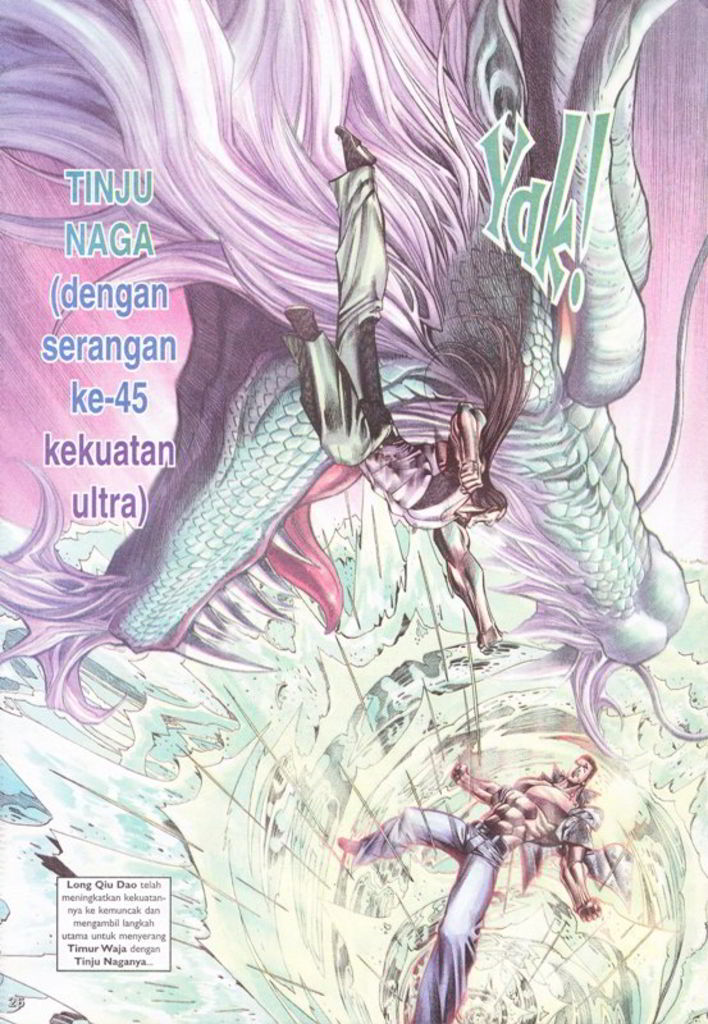 Yak!
TINJU
NAGA
(dengan
serangan
ke-45
kekuatan
ultra)
Long Qiu Dao telah
meningkatkan kekuatan-
nya ke kemuncak dan
mengambil langkah
utama untuk menyerang
Timur Waja dengan
Tinju Naganya...
26